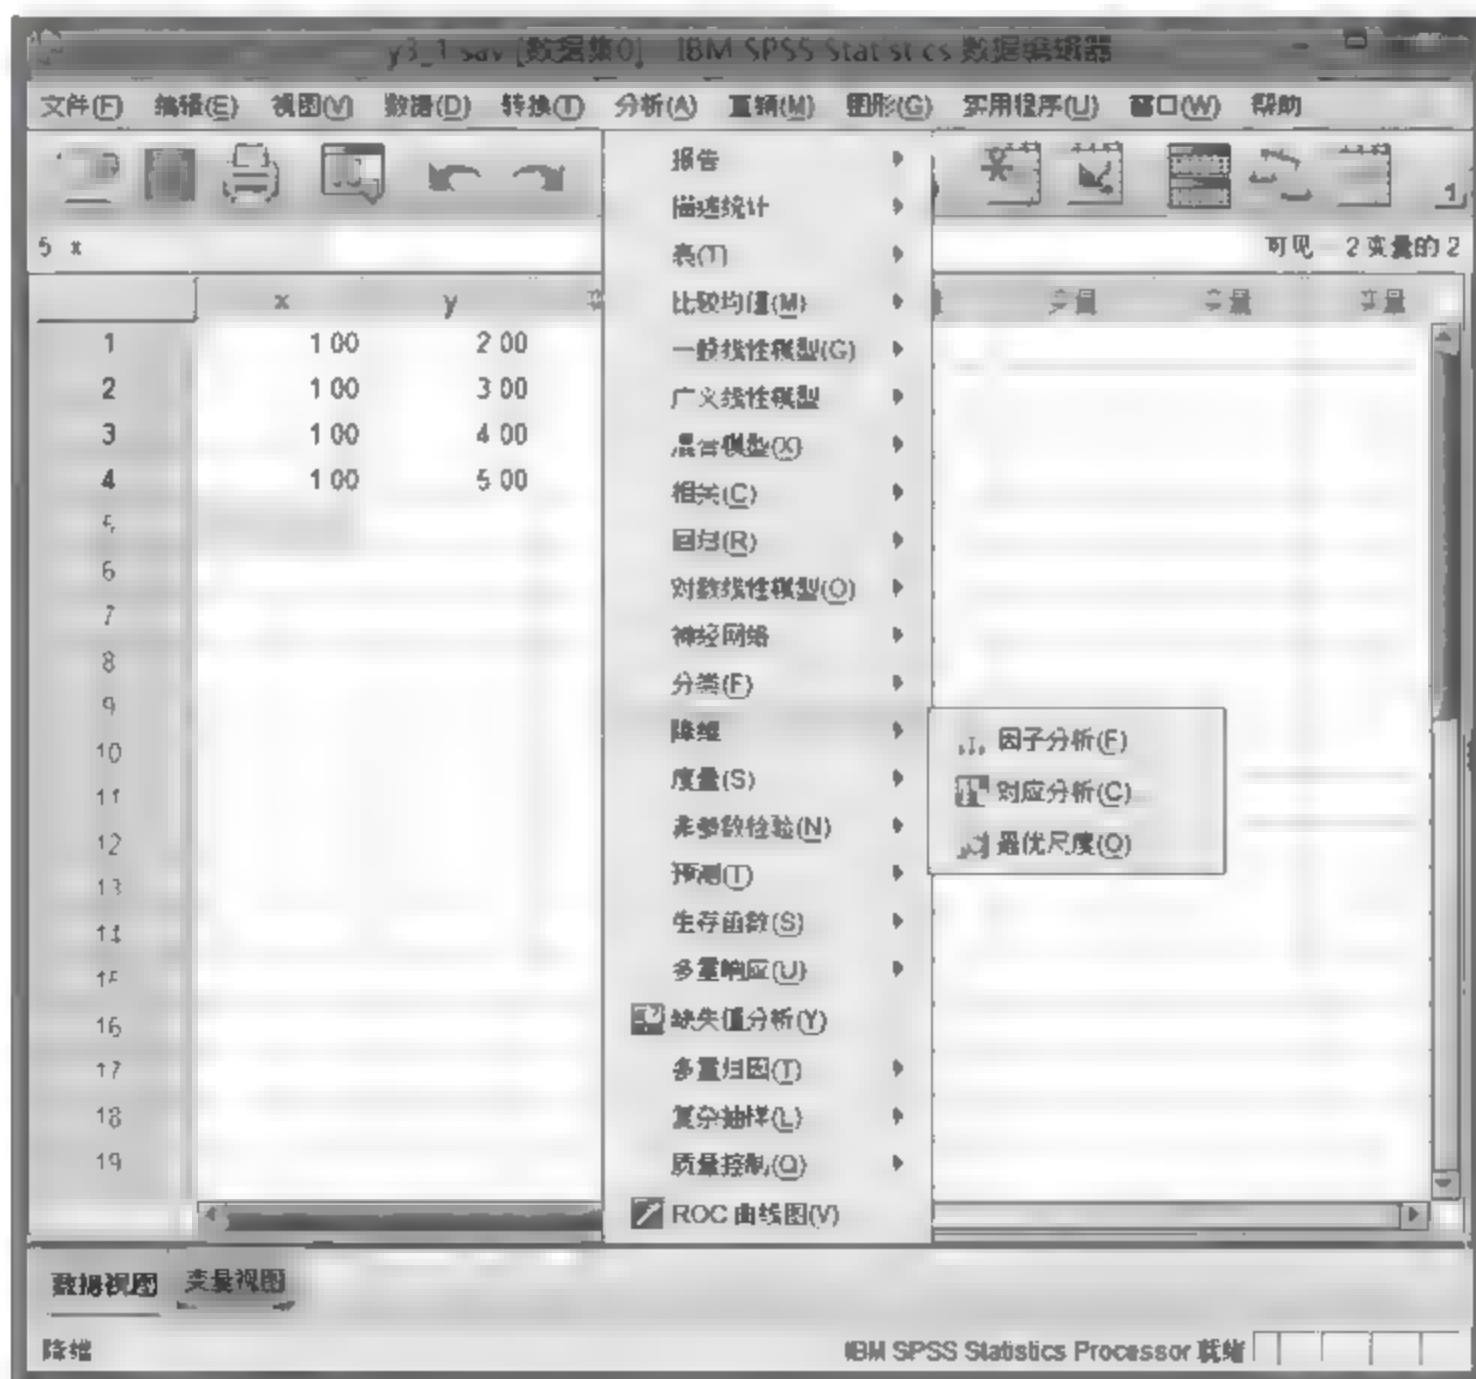 y3_1 sav [数据集0] IBM SPSS Statistics 数据编辑器
文件(F) 编辑(E) 视图(V) 数据(D) 转换(T) 分析(A) 直销(M) 图形(G) 实用程序(U) 窗口(W) 帮助
5 x 可见 2变量的 2
x y 变量 变量 变量
1 1 00 2 00
2 1 00 3 00
3 1 00 4 00
4 1 00 5 00
5
6
7
8
9
10
11
12
13
14
15
16
17
18
19
报告
描述统计
表(T)
比较均值(M)
一般线性模型(G)
广义线性模型
混合模型(X)
相关(C)
回归(R)
对数线性模型(O)
神经网络
分类(F)
降维
度量(S)
非参数检验(N)
预测(T)
生存函数(S)
多重响应(U)
缺失值分析(Y)
多重归因(T)
复杂抽样(L)
质量控制(Q)
ROC 曲线图(V)
因子分析(F)
对应分析(C)
最优尺度(O)
数据视图 变量视图
降维 IBM SPSS Statistics Processor 就绪